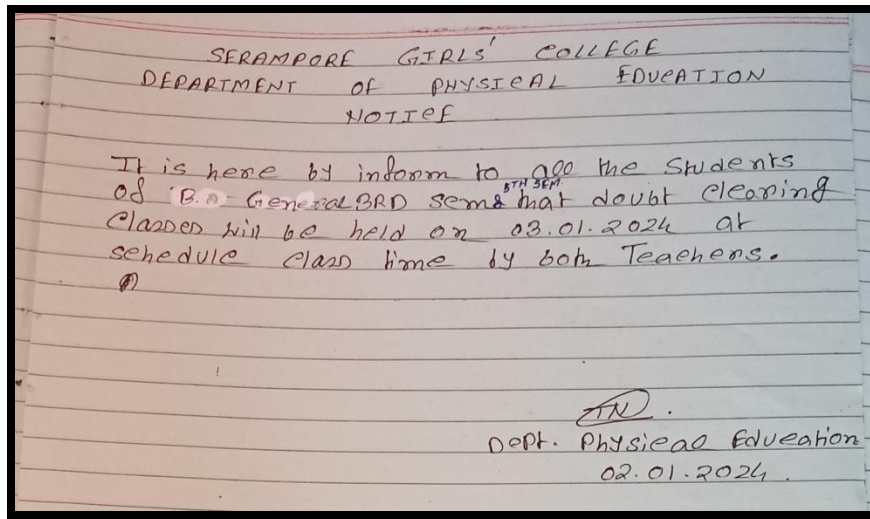 SERAMPORE GIRLS' COLLEGE
DEPARTMENT OF PHYSICAL EDUCATION
NOTICE
It is here by inform to all the Students
of B.A General 3RD sem & 5TH SEM. that doubt clearing
classes will be held on 03.01.2024 at
schedule class time by both Teachers.
Dept. Physical Education
02.01.2024.